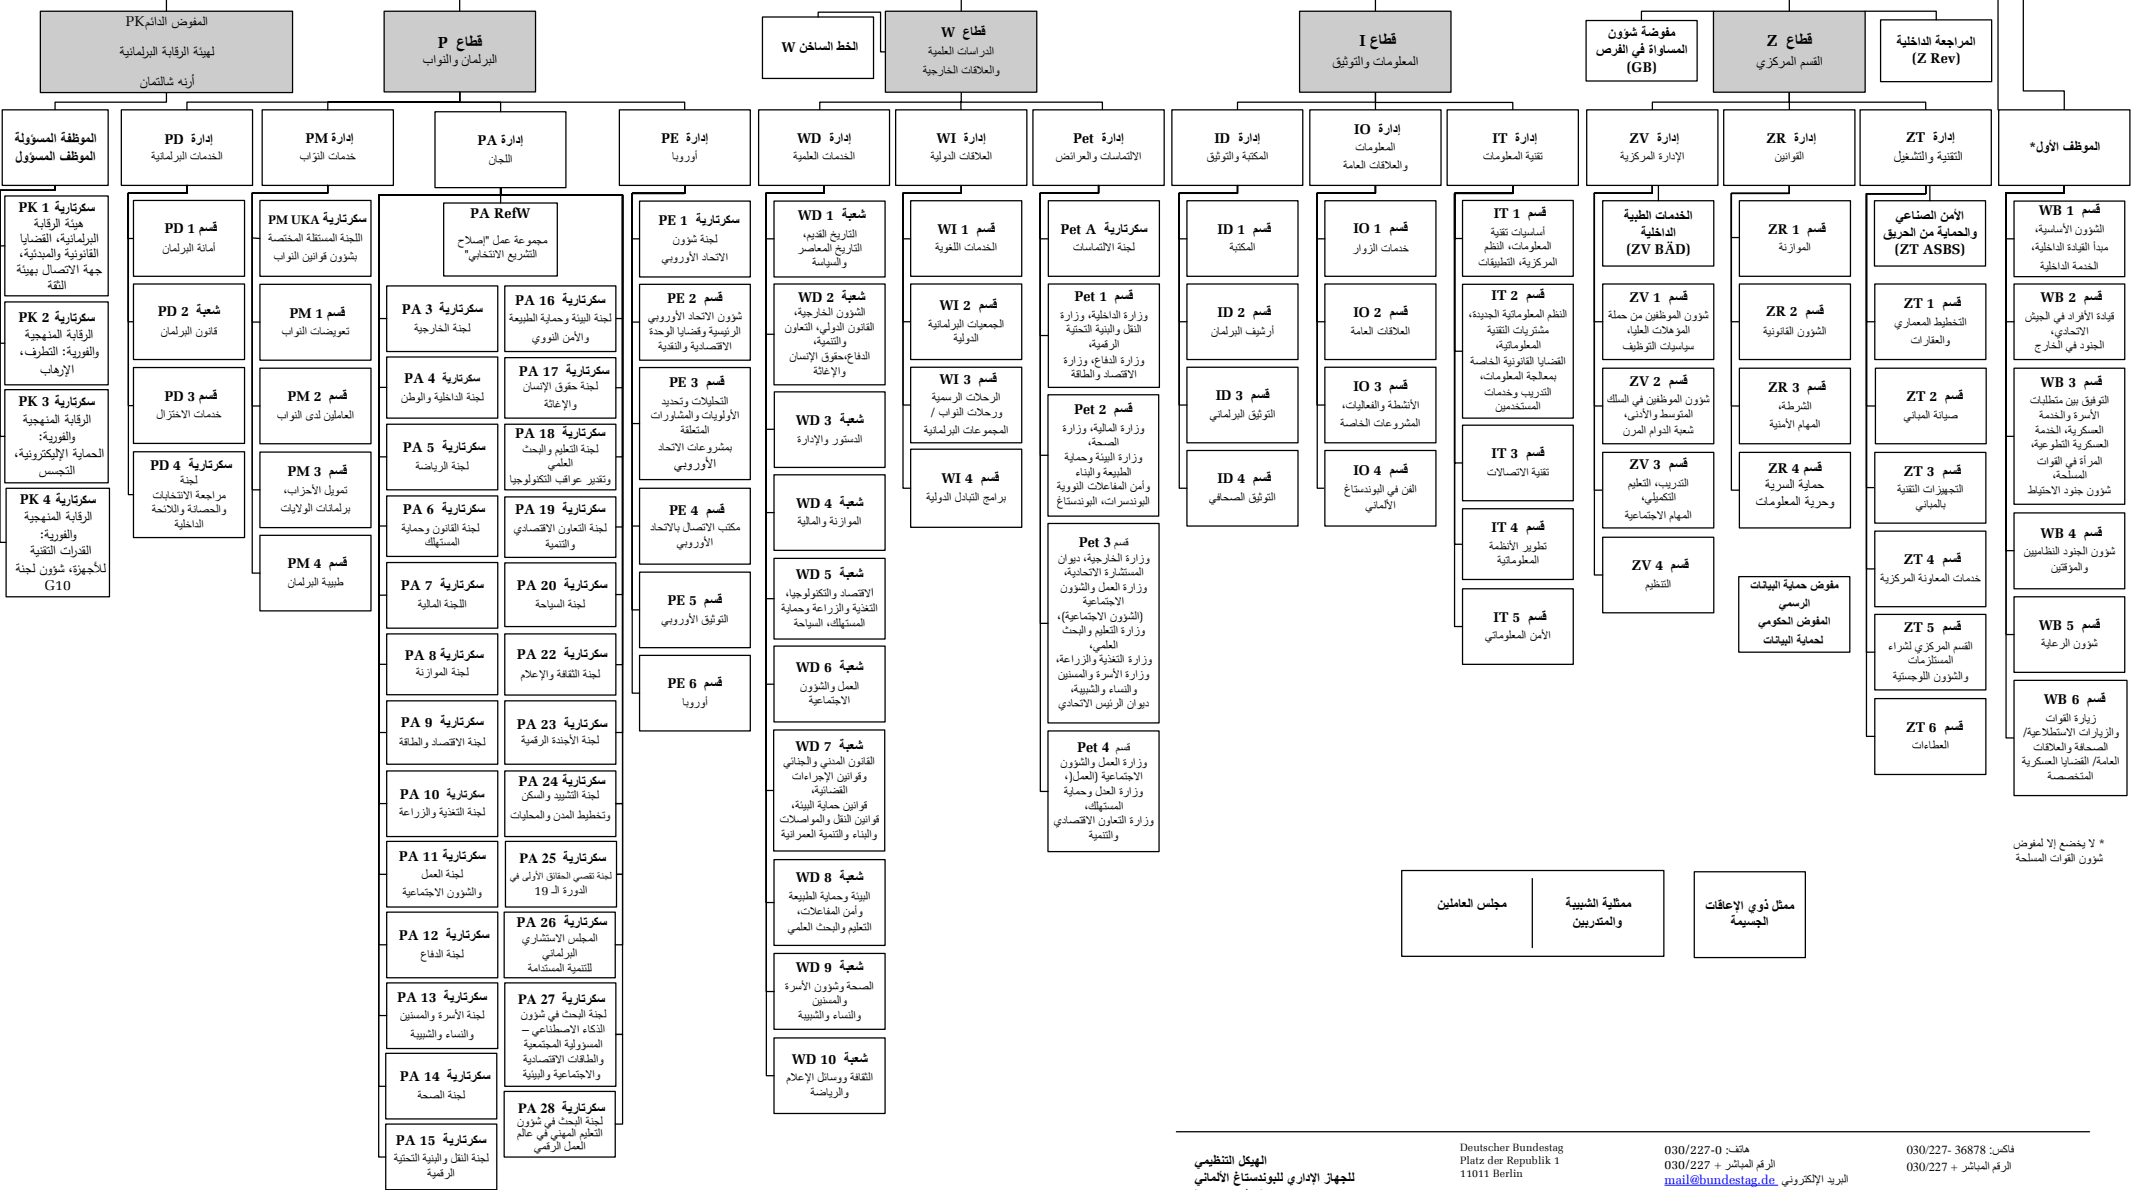 المفوض الدائمPK
لهيئة الرقابة البرلمانية
أرنه شالتمان
قطاع P
البرلمان والنواب
الخط الساخن W
قطاع W
الدراسات العلمية
والعلاقات الخارجية
قطاع I
المعلومات والتوثيق
مفوضة شؤون
المساواة في الفرص
(GB)
قطاع Z
القسم المركزي
المراجعة الداخلية
(Z Rev)
الموظفة المسؤولة
الموظف المسؤول
إدارة PD
الخدمات البرلمانية
إدارة PM
خدمات النوّاب
إدارة PA
اللجان
إدارة PE
أوروبا
إدارة WD
الخدمات العلمية
إدارة WI
العلاقات الدولية
إدارة Pet
الالتماسات والعرائض
إدارة ID
المكتبة والتوثيق
إدارة IO
المعلومات
والعلاقات العامة
إدارة IT
تقنية المعلومات
إدارة ZV
الإدارة المركزية
إدارة ZR
القوانين
إدارة ZT
التقنية والتشغيل
الموظف الأول*
سكرتارية PK 1
هيئة الرقابة
البرلمانية، القضايا
القانونية والمبدئية،
جهة الاتصال بهيئة
الثقة
سكرتارية PK 2
الرقابة المنهجية
والفورية: التطرف،
الإرهاب
سكرتارية PK 3
الرقابة المنهجية
والفورية:
الحماية الإليكترونية،
التجسس
سكرتارية PK 4
الرقابة المنهجية
والفورية:
القدرات التقنية
للأجهزة، شؤون لجنة
G10
قسم PD 1
أمانة البرلمان
شعبة PD 2
قانون البرلمان
قسم PD 3
خدمات الاختزال
سكرتارية PD 4
لجنة
مراجعة الانتخابات
والحصانة واللائحة
الداخلية
سكرتارية PM UKA
اللجنة المستقلة المختصة
بشؤون قوانين النواب
قسم PM 1
تعويضات النواب
قسم PM 2
العاملين لدى النواب
قسم PM 3
تمويل الأحزاب،
برلمانات الولايات
قسم PM 4
طبيبة البرلمان
PA RefW
مجموعة عمل "إصلاح
التشريع الانتخابي"
سكرتارية PA 3
لجنة الخارجية
سكرتارية PA 4
لجنة الداخلية والوطن
سكرتارية PA 5
لجنة الرياضة
سكرتارية PA 6
لجنة القانون وحماية
المستهلك
سكرتارية PA 7
اللجنة المالية
سكرتارية PA 8
لجنة الموازنة
سكرتارية PA 9
لجنة الاقتصاد والطاقة
سكرتارية PA 10
لجنة التغذية والزراعة
سكرتارية PA 11
لجنة العمل
والشؤون الاجتماعية
سكرتارية PA 12
لجنة الدفاع
سكرتارية PA 13
لجنة الأسرة والمسنين
والنساء والشبيبة
سكرتارية PA 14
لجنة الصحة
سكرتارية PA 15
لجنة النقل والبنية التحتية
الرقمية
سكرتارية PA 16
لجنة البيئة وحماية الطبيعة
والأمن النووي
سكرتارية PA 17
لجنة حقوق الإنسان
والإغاثة
سكرتارية PA 18
لجنة التعليم والبحث
العلمي
وتقدير عواقب التكنولوجيا
سكرتارية PA 19
لجنة التعاون الاقتصادي
والتنمية
سكرتارية PA 20
لجنة السياحة
سكرتارية PA 22
لجنة الثقافة والإعلام
سكرتارية PA 23
لجنة الأجندة الرقمية
سكرتارية PA 24
لجنة التشييد والسكن
وتخطيط المدن والمحليات
سكرتارية PA 25
لجنة تقصي الحقائق الأولى في
الدورة الـ 19
سكرتارية PA 26
المجلس الاستشاري
البرلماني
للتنمية المستدامة
سكرتارية PA 27
لجنة البحث في شؤون
الذكاء الاصطناعي –
المسؤولية المجتمعية
والطاقات الاقتصادية
والاجتماعية والبيئية
سكرتارية PA 28
لجنة البحث في شؤون
التعليم المهني في عالم
العمل الرقمي
سكرتارية PE 1
لجنة شؤون
الاتحاد الأوروبي
قسم PE 2
شؤون الاتحاد الأوروبي
الرئيسية وقضايا الوحدة
الاقتصادية والنقدية
قسم PE 3
التحليلات وتحديد
الأولويات والمشاورات
المتعلقة
بمشروعات الاتحاد
الأوروبي
قسم PE 4
مكتب الاتصال بالاتحاد
الأوروبي
قسم PE 5
التوثيق الأوروبي
قسم PE 6
أوروبا
شعبة WD 1
التاريخ القديم،
التاريخ المعاصر
والسياسة
شعبة WD 2
الشؤون الخارجية،
القانون الدولي، التعاون
والتنمية،
الدفاع،حقوق الإنسان
والإغاثة
شعبة WD 3
الدستور والإدارة
شعبة WD 4
الموازنة والمالية
شعبة WD 5
الاقتصاد والتكنولوجيا،
التغذية والزراعة وحماية
المستهلك، السياحة
شعبة WD 6
العمل والشؤون
الاجتماعية
شعبة WD 7
القانون المدني والجنائي
وقوانين الإجراءات
القضائية،
قوانين حماية البيئة،
قوانين النقل والمواصلات
والبناء والتنمية العمرانية
شعبة WD 8
البيئة وحماية الطبيعة
وأمن المفاعلات،
التعليم والبحث العلمي
شعبة WD 9
الصحة وشؤون الأسرة
والمسنين
والنساء والشبيبة
شعبة WD 10
الثقافة ووسائل الإعلام
والرياضة
قسم WI 1
الخدمات اللغوية
قسم WI 2
الجمعيات البرلمانية
الدولية
قسم WI 3
الرحلات الرسمية
ورحلات النواب /
المجموعات البرلمانية
قسم WI 4
برامج التبادل الدولية
سكرتارية Pet A
لجنة الالتماسات
قسم Pet 1
وزارة الداخلية، وزارة
النقل والبنية التحتية
الرقمية،
وزارة الدفاع، وزارة
الاقتصاد والطاقة
قسم Pet 2
وزارة المالية، وزارة
الصحة،
وزارة البيئة وحماية
الطبيعة والبناء
وأمن المفاعلات النووية
البوندسرات، البوندستاغ
قسم Pet 3
وزارة الخارجية، ديوان
المستشارة الاتحادية،
وزارة العمل والشؤون
الاجتماعية
(الشؤون الاجتماعية)،
وزارة التعليم والبحث
العلمي،
وزارة التغذية والزراعة،
وزارة الأسرة والمسنين
والنساء والشبيبة،
ديوان الرئيس الاتحادي
قسم Pet 4
وزارة العمل والشؤون
الاجتماعية (العمل(،
وزارة العدل وحماية
المستهلك،
وزارة التعاون الاقتصادي
والتنمية
قسم ID 1
المكتبة
قسم ID 2
أرشيف البرلمان
قسم ID 3
التوثيق البرلماني
قسم ID 4
التوثيق الصحافي
قسم IO 1
خدمات الزوار
قسم IO 2
العلاقات العامة
قسم IO 3
الأنشطة والفعاليات،
المشروعات الخاصة
قسم IO 4
الفن في البوندستاغ
الألماني
قسم IT 1
أساسيات تقنية
المعلومات، النظم
المركزية، التطبيقات
قسم IT 2
النظم المعلوماتية الجديدة،
مشتريات التقنية
المعلوماتية،
القضايا القانونية الخاصة
بمعالجة المعلومات،
التدريب وخدمات
المستخدمين
قسم IT 3
تقنية الاتصالات
قسم IT 4
تطوير الأنظمة
المعلوماتية
قسم IT 5
الأمن المعلوماتي
الخدمات الطبية
الداخلية
(ZV BÄD)
قسم ZV 1
شؤون الموظفين من حملة
المؤهلات العليا،
سياسيات التوظيف
قسم ZV 2
شؤون الموظفين في السلك
المتوسط والأدنى،
شعبة الدوام المرن
قسم ZV 3
التدريب، التعليم
التكميلي،
المهام الاجتماعية
قسم ZV 4
التنظيم
قسم ZR 1
الموازنة
قسم ZR 2
الشؤون القانونية
قسم ZR 3
الشرطة،
المهام الأمنية
قسم ZR 4
حماية السرية
وحرية المعلومات
مفوض حماية البيانات
الرسمي
المفوض الحكومي
لحماية البيانات
الأمن الصناعي
والحماية من الحريق
(ZT ASBS)
قسم ZT 1
التخطيط المعماري
والعقارات
قسم ZT 2
صيانة المباني
قسم ZT 3
التجهيزات التقنية
بالمباني
قسم ZT 4
خدمات المعاونة المركزية
قسم ZT 5
القسم المركزي لشراء
المستلزمات
والشؤون اللوجستية
قسم ZT 6
العطاءات
قسم WB 1
الشؤون الأساسية،
مبدأ القيادة الداخلية،
الخدمة الداخلية
قسم WB 2
قيادة الأفراد في الجيش
الاتحادي،
الجنود في الخارج
قسم WB 3
التوفيق بين متطلبات
الأسرة والخدمة
العسكرية، الخدمة
العسكرية التطوعية،
المرأة في القوات
المسلحة،
شؤون جنود الاحتياط
قسم WB 4
شؤون الجنود النظاميين
والمؤقتين
قسم WB 5
شؤون الرعاية
قسم WB 6
زيارة القوات
والزيارات الاستطلاعية/
الصحافة والعلاقات
العامة/ القضايا العسكرية
المتخصصة
* لا يخضع إلا لمفوض
شؤون القوات المسلحة
مجلس العاملين
ممثلية الشبيبة
والمتدربين
ممثل ذوي الإعاقات
الجسيمة
الهيكل التنظيمي
للجهاز الإداري للبوندستاغ الألماني
Deutscher Bundestag
Platz der Republik 1
11011 Berlin
هاتف: 0-030/227
الرقم المباشر + 030/227
البريد الإلكتروني mail@bundestag.de
فاكس: 36878 -030/227
الرقم المباشر + 030/227